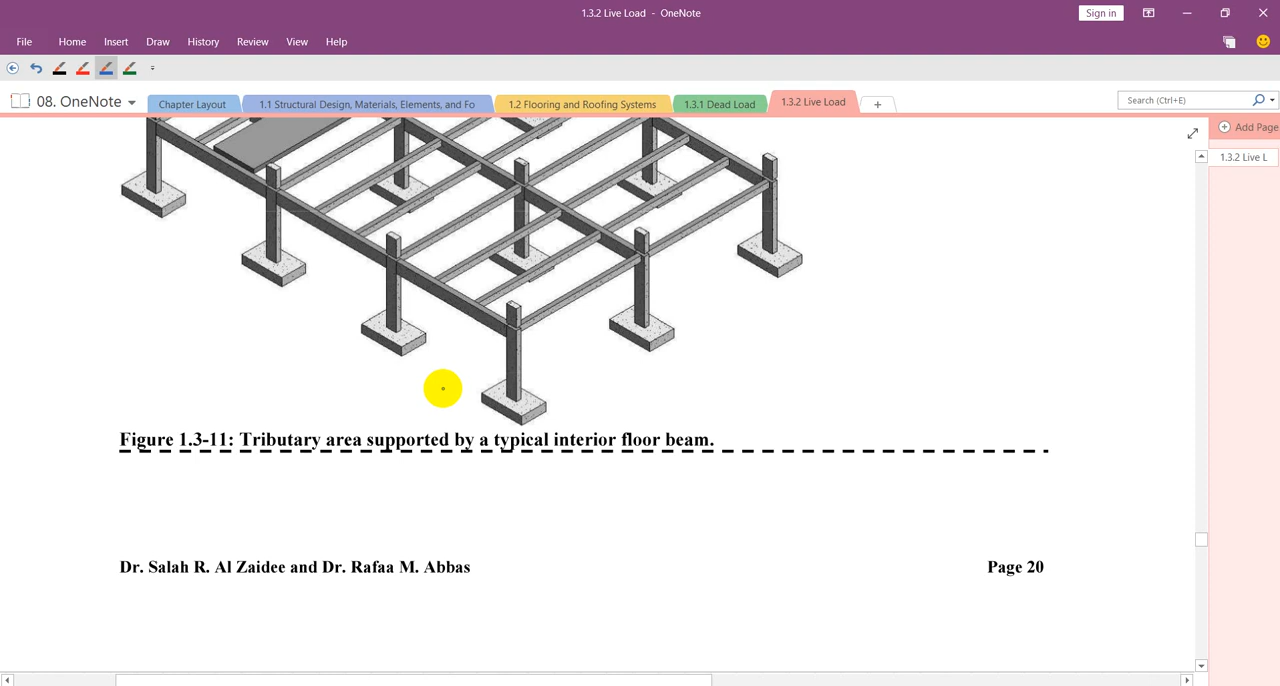 1.3.2 Live Load - OneNote
Sign in
File Home Insert Draw History Review View Help
08. OneNote
Chapter Layout
1.1 Structural Design, Materials, Elements, and Fo
1.2 Flooring and Roofing Systems
1.3.1 Dead Load
1.3.2 Live Load
Search (Ctrl+E)
Add Page
1.3.2 Live L
Figure 1.3-11: Tributary area supported by a typical interior floor beam.
Dr. Salah R. Al Zaidee and Dr. Rafaa M. Abbas
Page 20